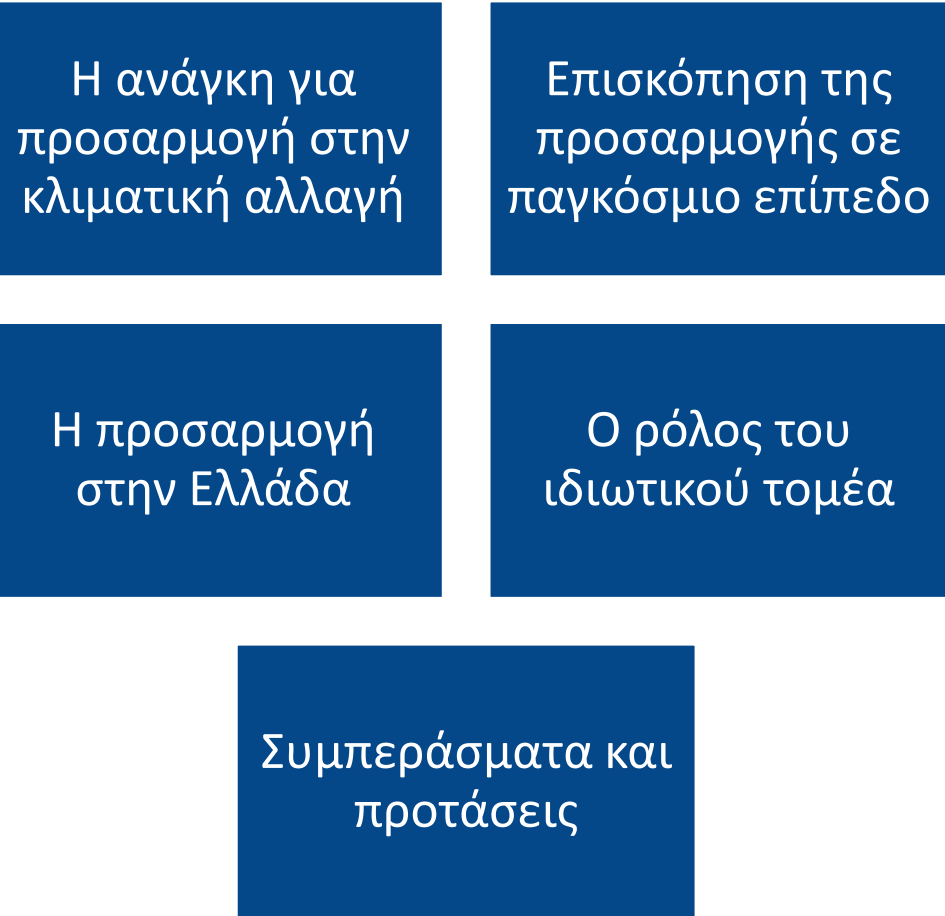 Η ανάγκη για
προσαρμογή στην
κλιματική αλλαγή
Επισκόπηση της
προσαρμογής σε
παγκόσμιο επίπεδο
Η προσαρμογή
στην Ελλάδα
Ο ρόλος του
ιδιωτικού τομέα
Συμπεράσματα και
προτάσεις